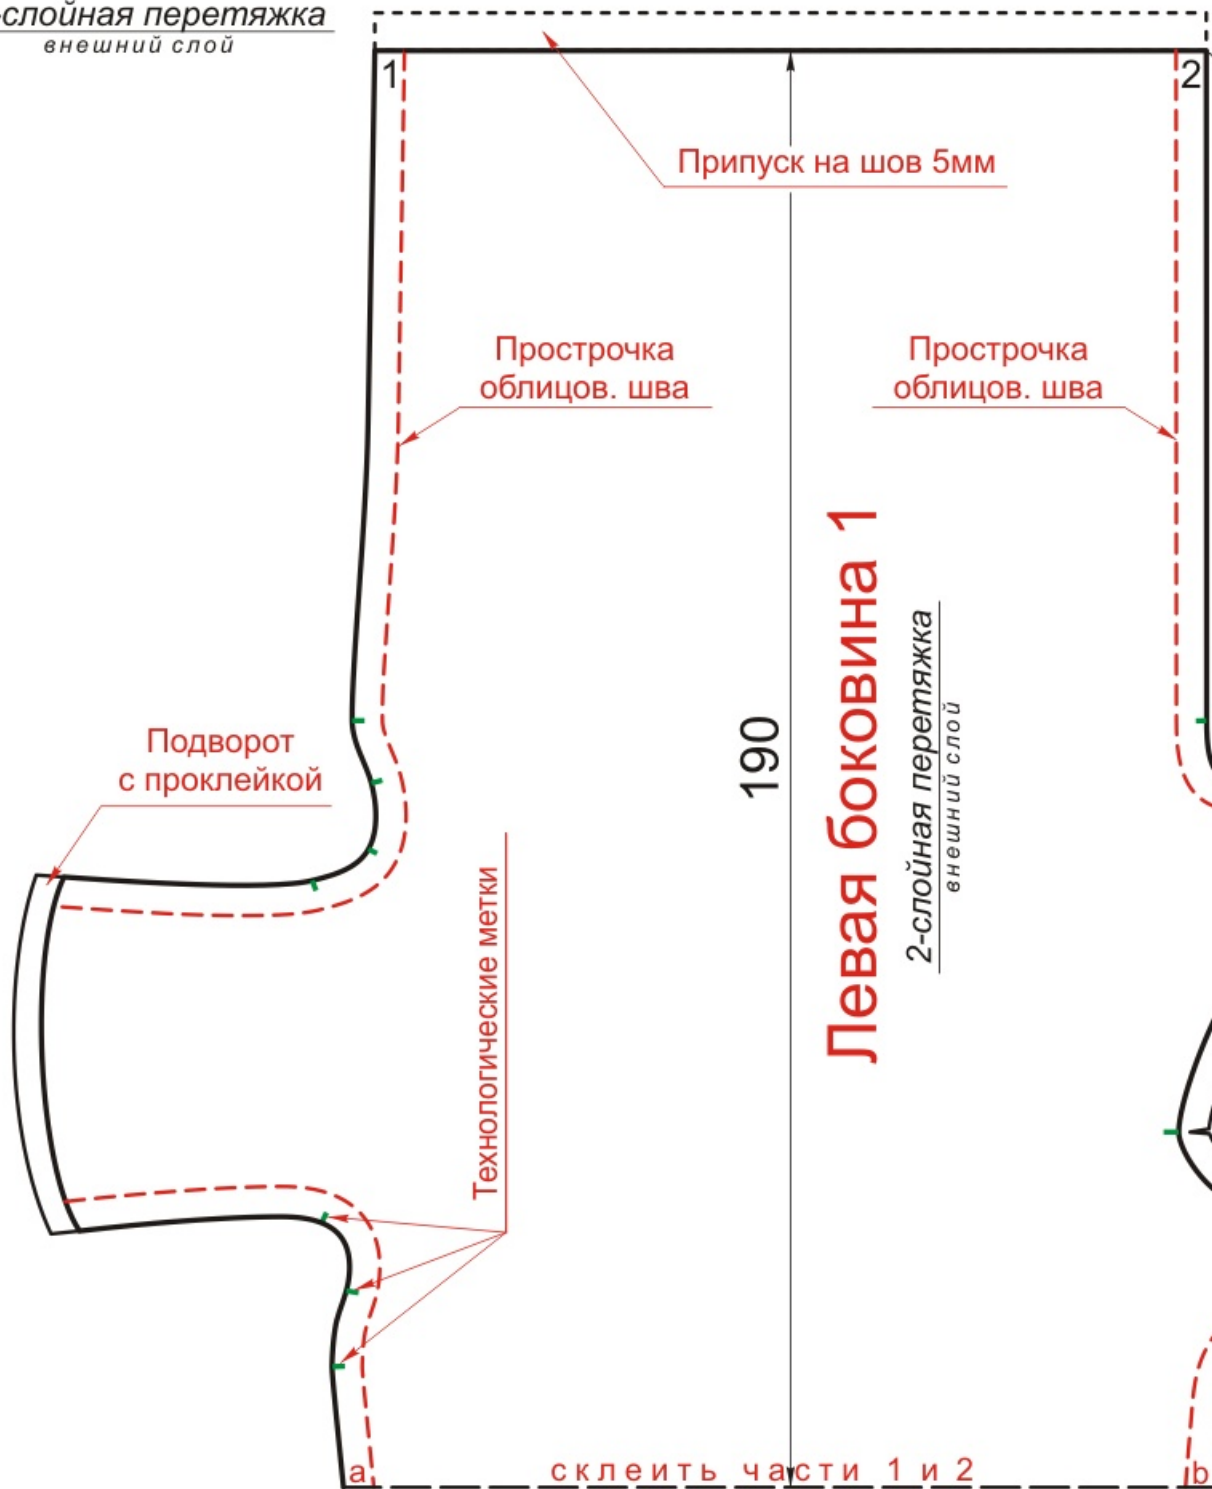 -слойная перетяжка
внешний слой
1
2
Припуск на шов 5мм
Прострочка
облицов. шва
Прострочка
облицов. шва
Левая боковина 1
2-слойная перетяжка
внешний слой
190
Подворот
с проклейкой
Технологические метки
a
склеить части 1 и 2
b